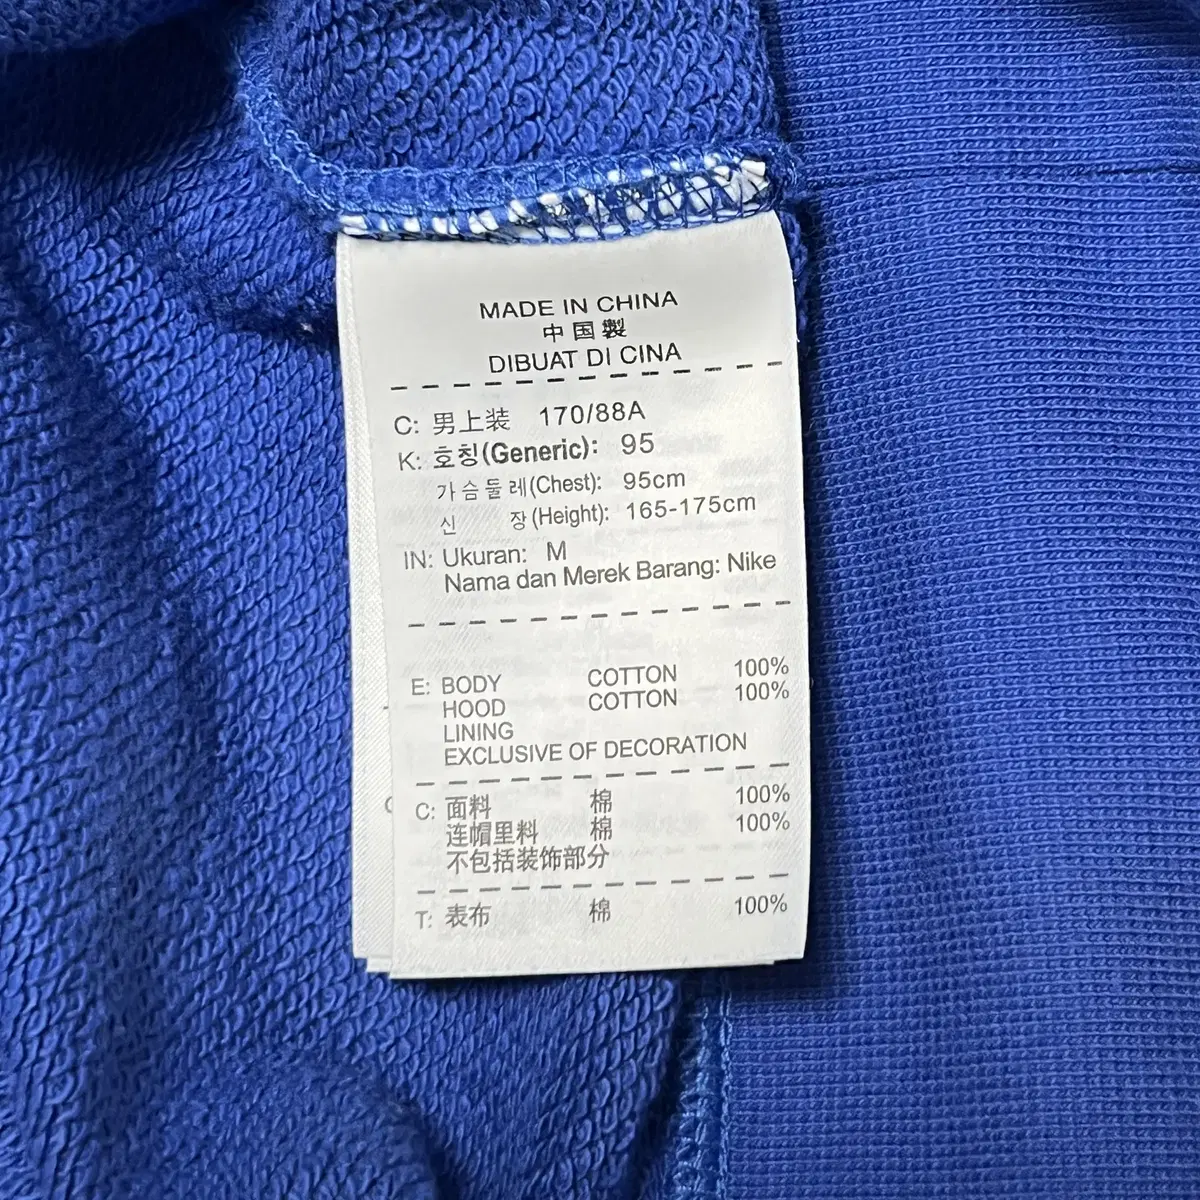 MADE IN CHINA
中国製
DIBUAT DI CINA
C: 男上装 170/88A
K: 호칭(Generic): 95
가슴둘레(Chest): 95cm
신 장(Height): 165-175cm
IN: Ukuran: M
Nama dan Merek Barang: Nike
E: BODY COTTON 100%
HOOD COTTON 100%
LINING
EXCLUSIVE OF DECORATION
C: 面料 棉 100%
连帽里料 棉 100%
不包括装饰部分
T: 表布 棉 100%